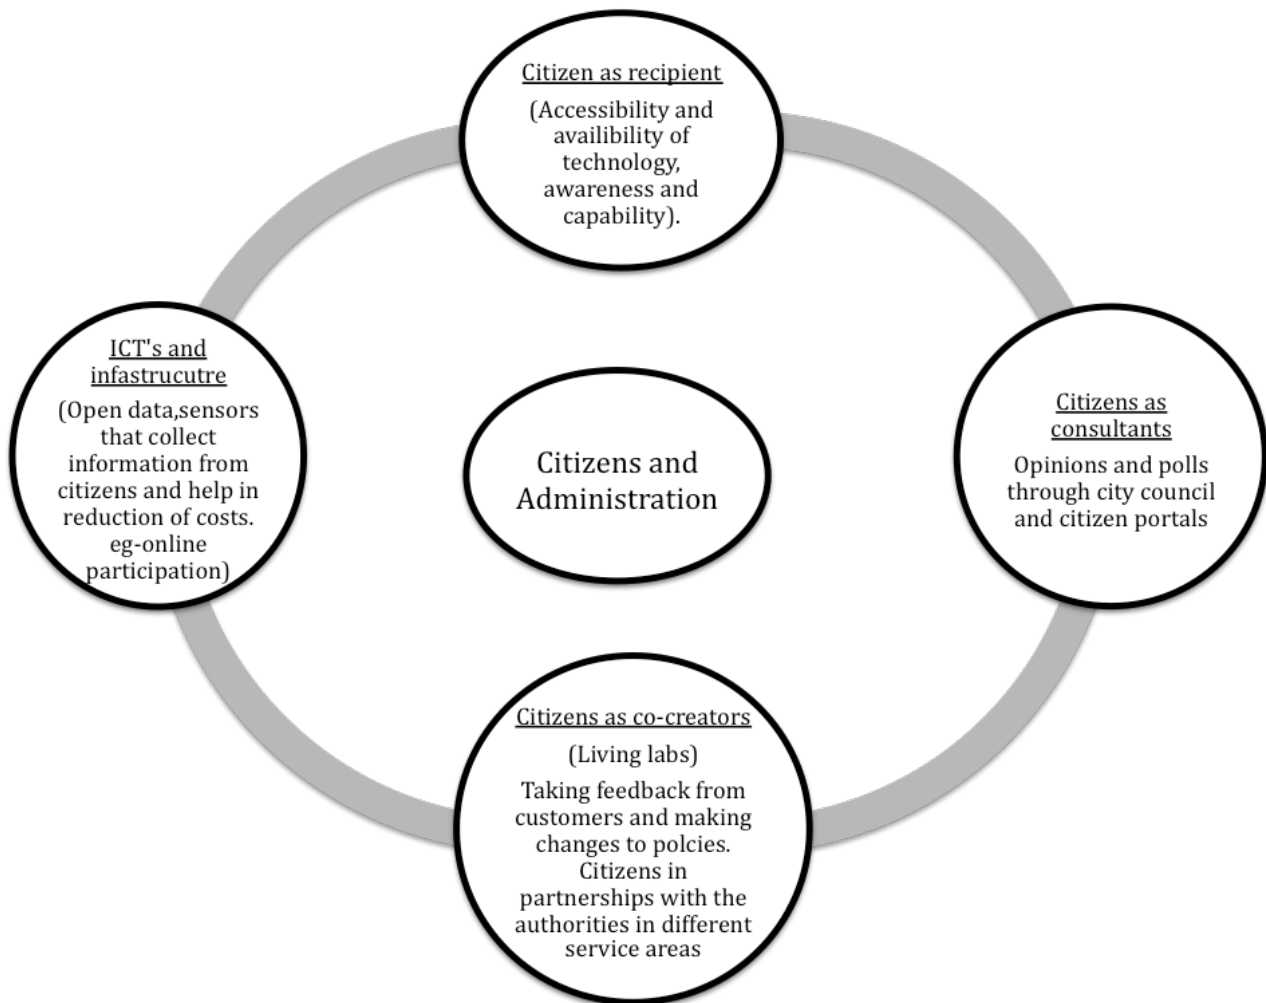 Citizen as recipient
(Accessibility and
availibility of
technology,
awareness and
capability).
ICT's and
infastrucutre
(Open data,sensors
that collect
information from
citizens and help in
reduction of costs.
eg-online
participation)
Citizens and
Administration
Citizens as
consultants
Opinions and polls
through city council
and citizen portals
Citizens as co-creators
(Living labs)
Taking feedback from
customers and making
changes to polcies.
Citizens in
partnerships with the
authorities in different
service areas